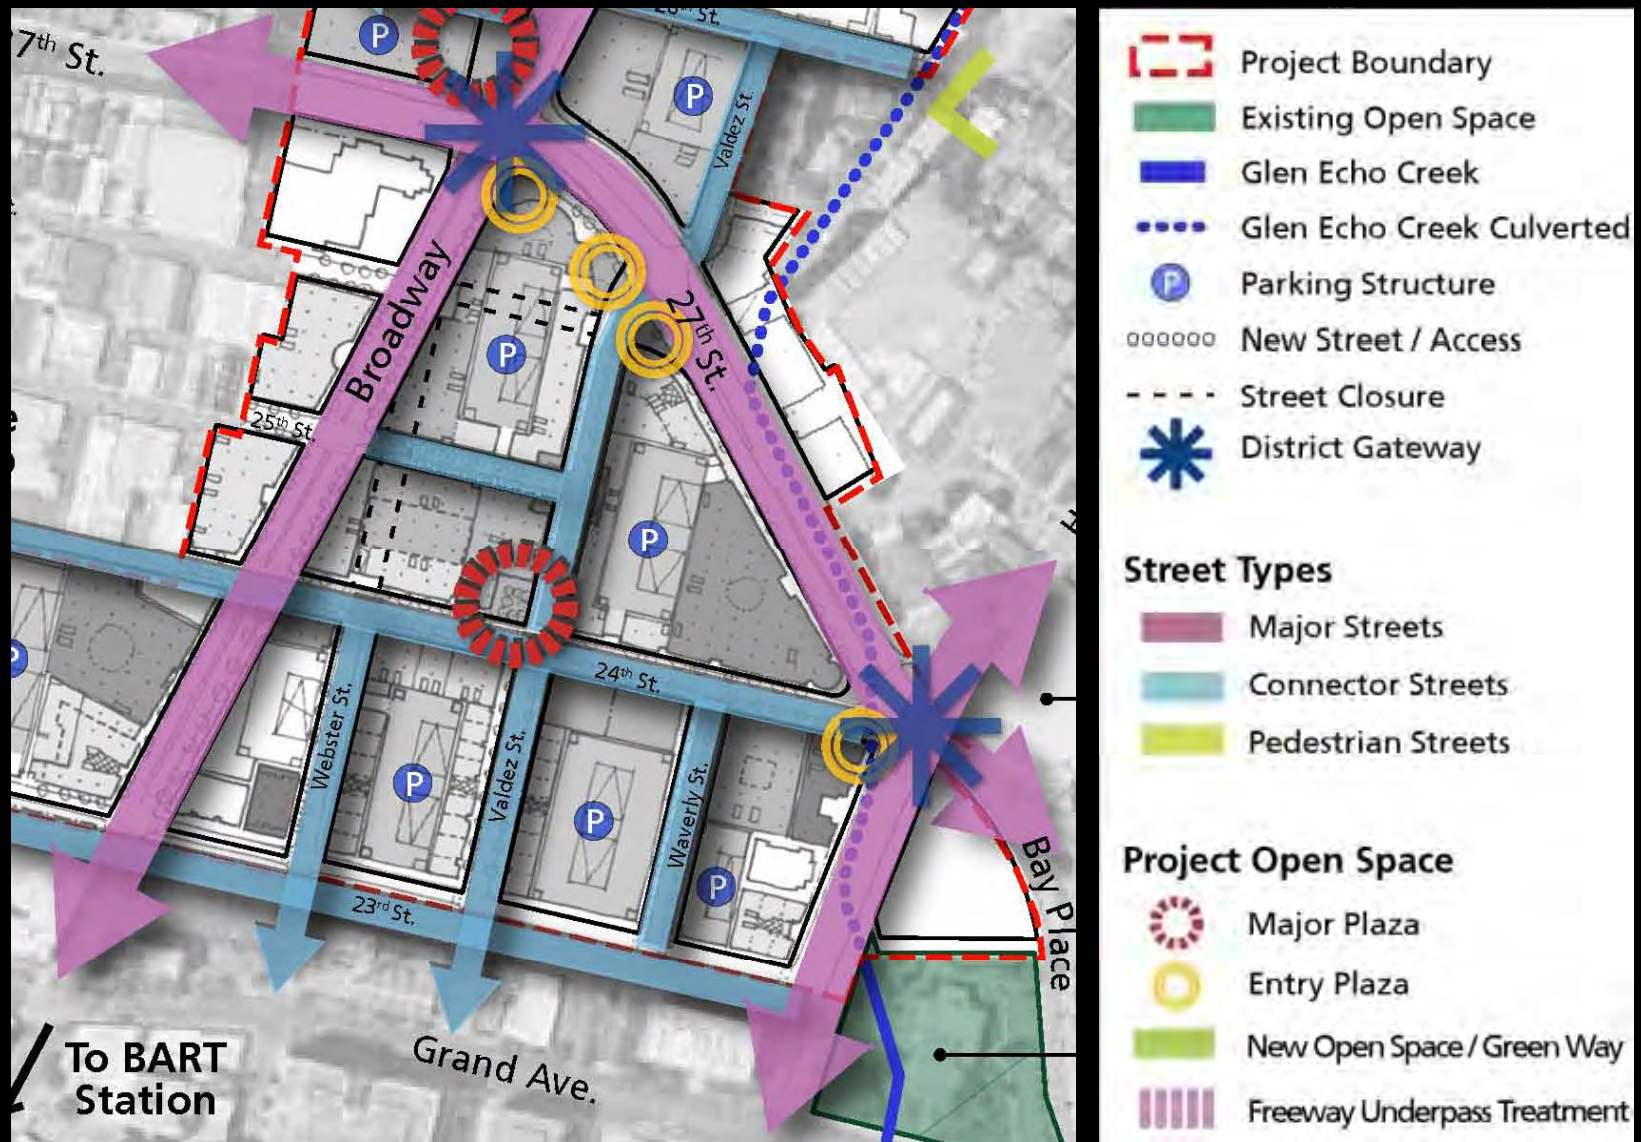 7th St.
28th St.
P
P
Valdez St.
Broadway
27th St.
P
25th St.
P
P
24th St.
Webster St.
Valdez St.
Waverly St.
P
P
P
23rd St.
Bay Place
To BART
Station
Grand Ave.
Project Boundary
Existing Open Space
Glen Echo Creek
Glen Echo Creek Culverted
P Parking Structure
New Street / Access
Street Closure
District Gateway
Street Types
Major Streets
Connector Streets
Pedestrian Streets
Project Open Space
Major Plaza
Entry Plaza
New Open Space / Green Way
Freeway Underpass Treatment